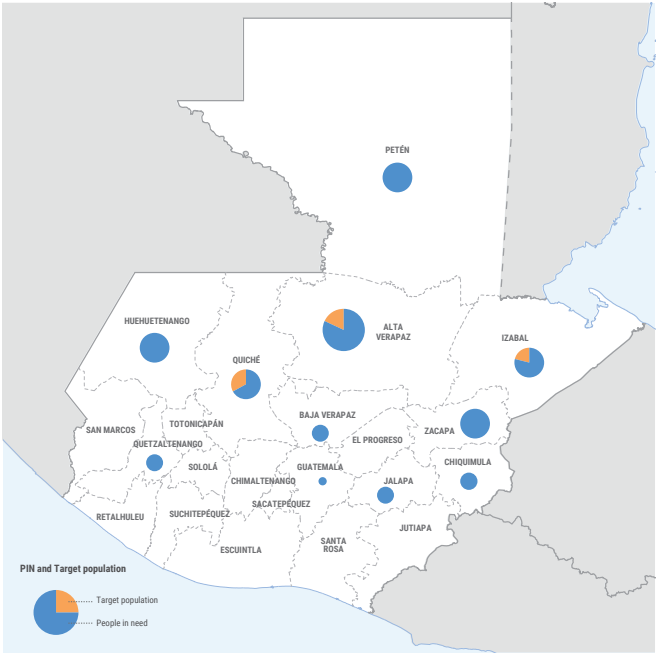 PETÉN
HUEHUETENANGO
ALTA
VERAPAZ
IZABAL
QUICHÉ
BAJA VERAPAZ
TOTONICAPÁN
SAN MARCOS
ZACAPA
EL PROGRESO
QUETZALTENANGO
SOLOLÁ
GUATEMALA
CHIQUIMULA
CHIMALTENANGO
JALAPA
SACATEPÉQUEZ
RETALHULEU
SUCHITEPÉQUEZ
JUTIAPA
SANTA
ROSA
ESCUINTLA
PIN and Target population
Target population
People in need